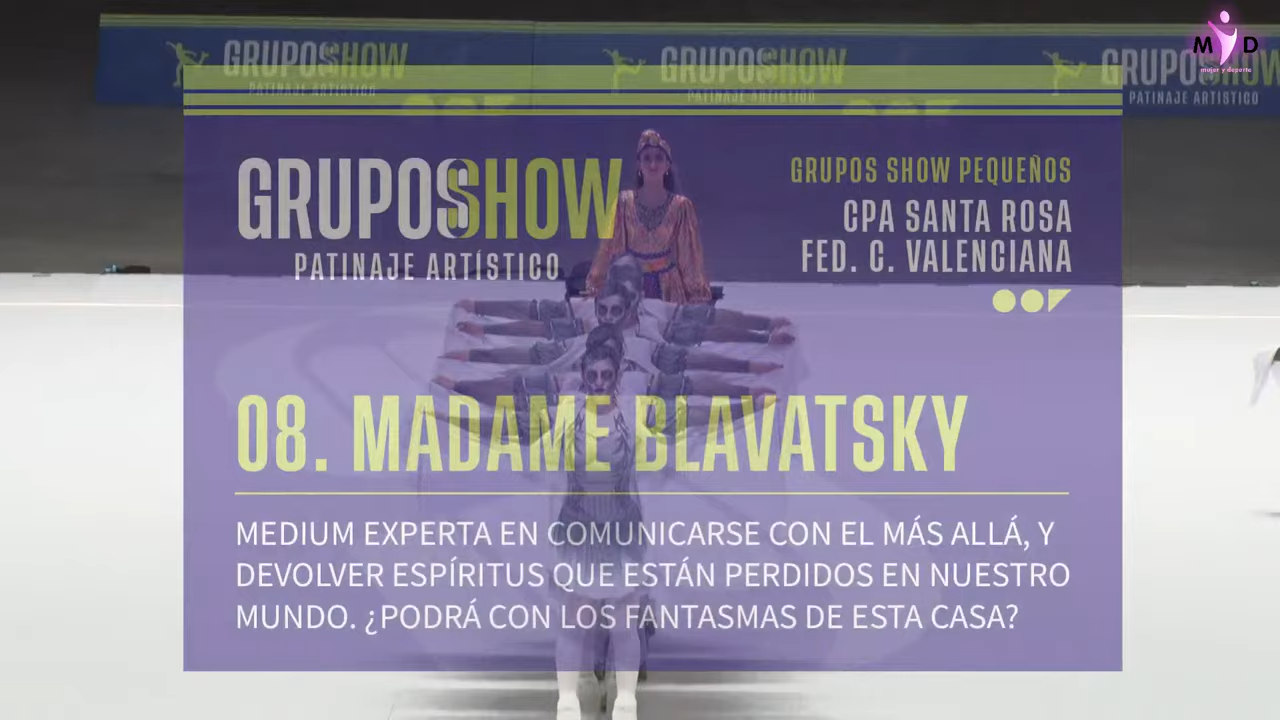 GRUPOSHOW
PATINAJE ARTÍSTICO
GRUPOSHOW
PATINAJE ARTÍSTICO
GRUPOSHOW
PATINAJE ARTÍSTICO
M D
mujer y deporte
GRUPOSHOW
PATINAJE ARTÍSTICO
GRUPOS SHOW PEQUEÑOS
CPA SANTA ROSA
FED. C. VALENCIANA
08. MADAME BLAVATSKY
MEDIUM EXPERTA EN COMUNICARSE CON EL MÁS ALLÁ, Y
DEVOLVER ESPÍRITUS QUE ESTÁN PERDIDOS EN NUESTRO
MUNDO. ¿PODRÁ CON LOS FANTASMAS DE ESTA CASA?